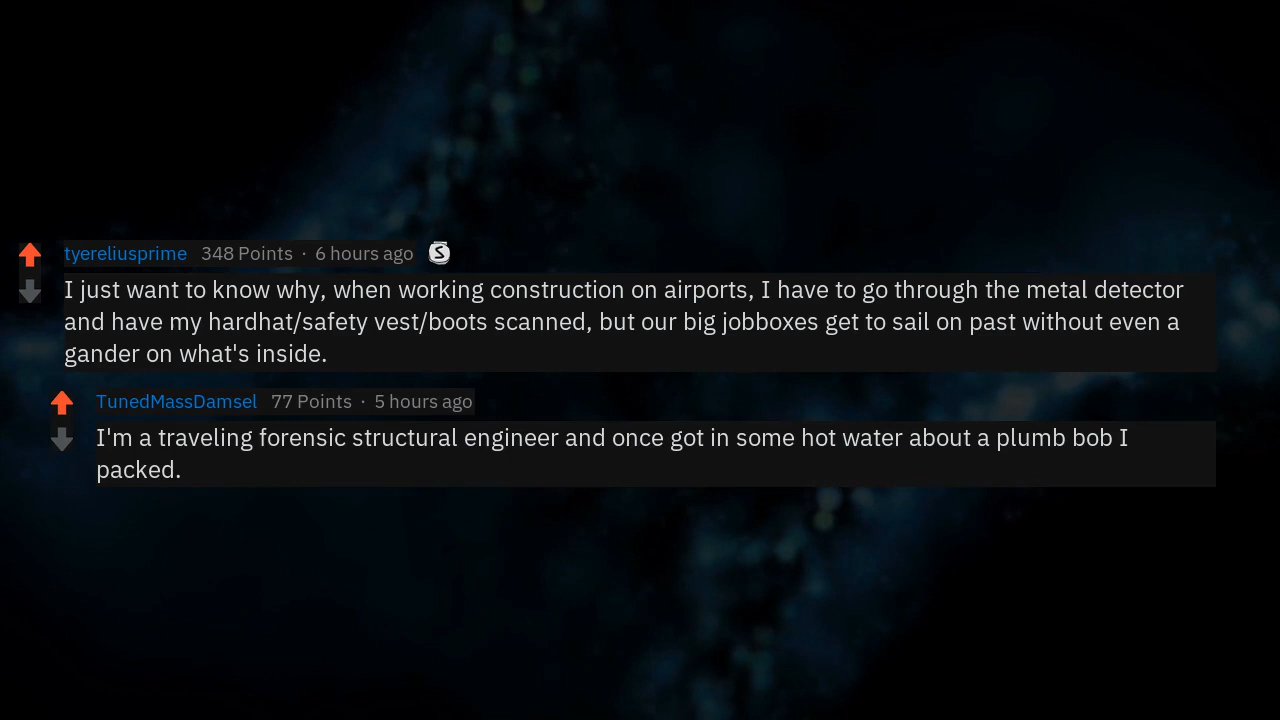 tyereliusprime 348 Points · 6 hours ago S
I just want to know why, when working construction on airports, I have to go through the metal detector
and have my hardhat/safety vest/boots scanned, but our big jobboxes get to sail on past without even a
gander on what's inside.
TunedMassDamsel 77 Points · 5 hours ago
I'm a traveling forensic structural engineer and once got in some hot water about a plumb bob I
packed.